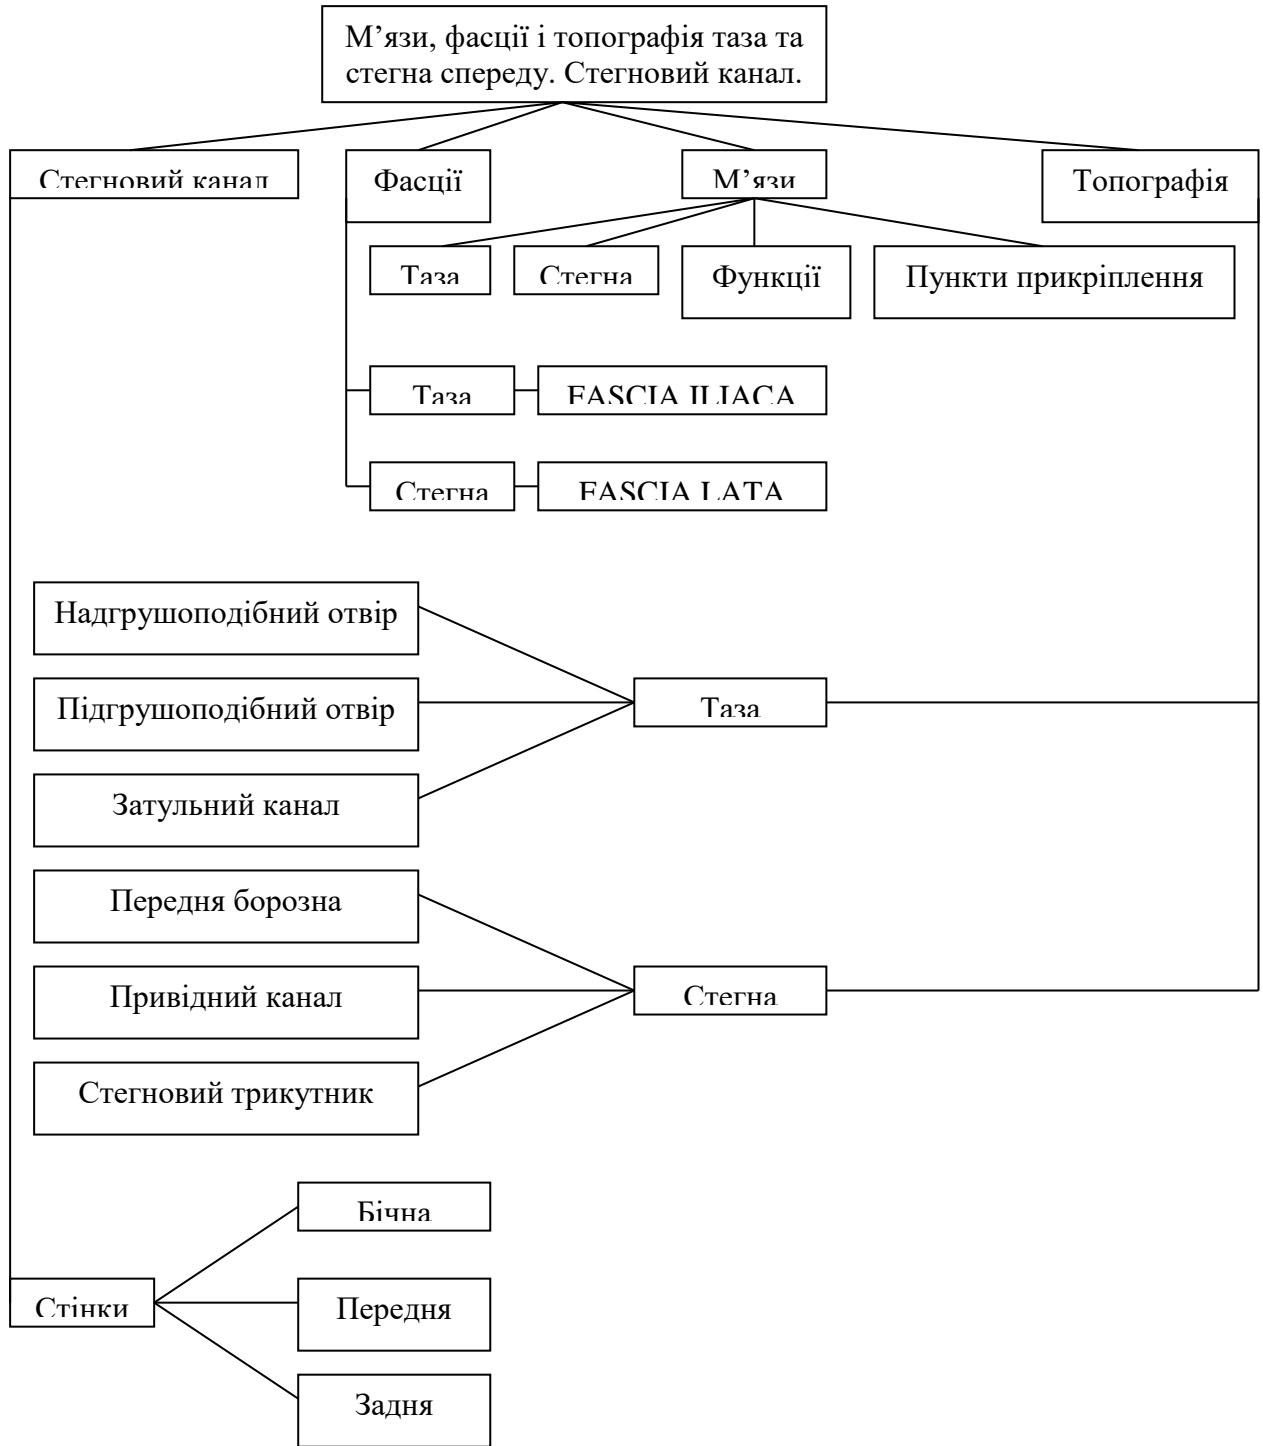 М’язи, фасції і топографія таза та
стегна спереду. Стегновий канал.
Стегновий канал
Фасції
М’язи
Топографія
Таза
Стегна
Функції
Пункти прикріплення
Таза
FASCIA ILIACA
Стегна
FASCIA LATA
Надгрушоподібний отвір
Підгрушоподібний отвір
Таза
Затульний канал
Передня борозна
Привідний канал
Стегна
Стегновий трикутник
Бічна
Стінки
Передня
Задня